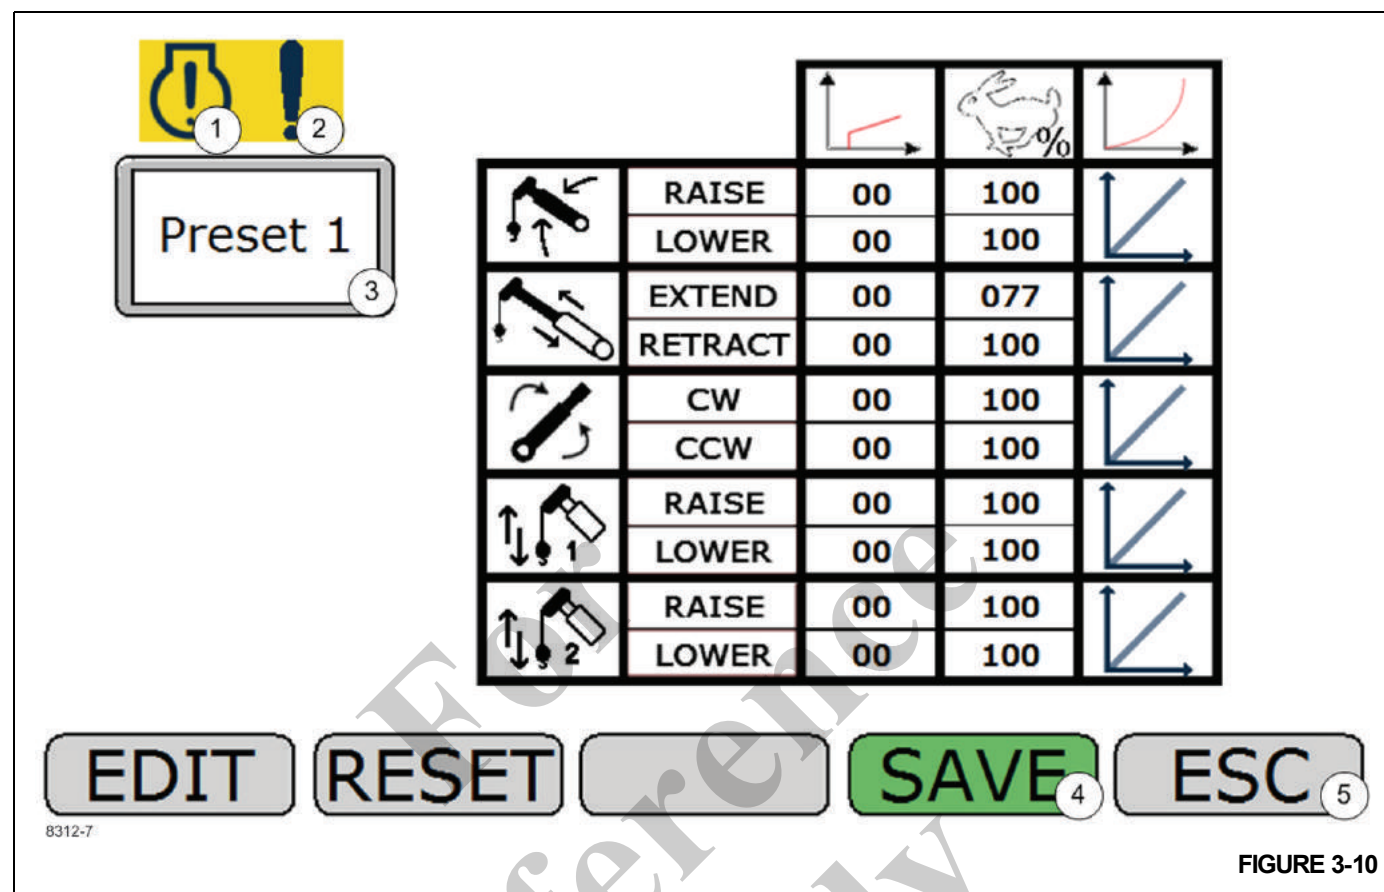 ! !
1 2
Preset 1
3
%
RAISE 00 100
LOWER 00 100
EXTEND 00 077
RETRACT 00 100
CW 00 100
CCW 00 100
1 RAISE 00 100
LOWER 00 100
2 RAISE 00 100
LOWER 00 100
EDIT RESET SAVE 4 ESC 5
8312-7
FIGURE 3-10
For Reference Only